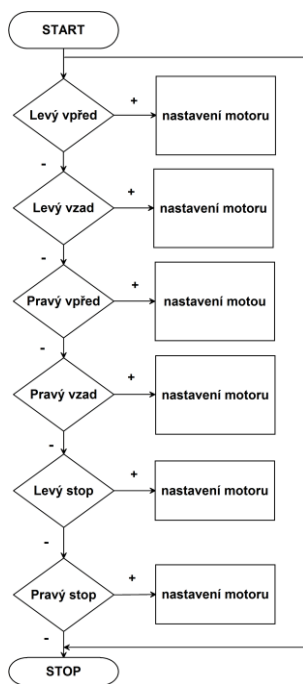 START
Levý vpřed
+
nastavení motoru
-
Levý vzad
+
nastavení motoru
-
Pravý vpřed
+
nastavení motou
-
Pravý vzad
+
nastavení motoru
-
Levý stop
+
nastavení motoru
-
Pravý stop
+
nastavení motoru
-
STOP